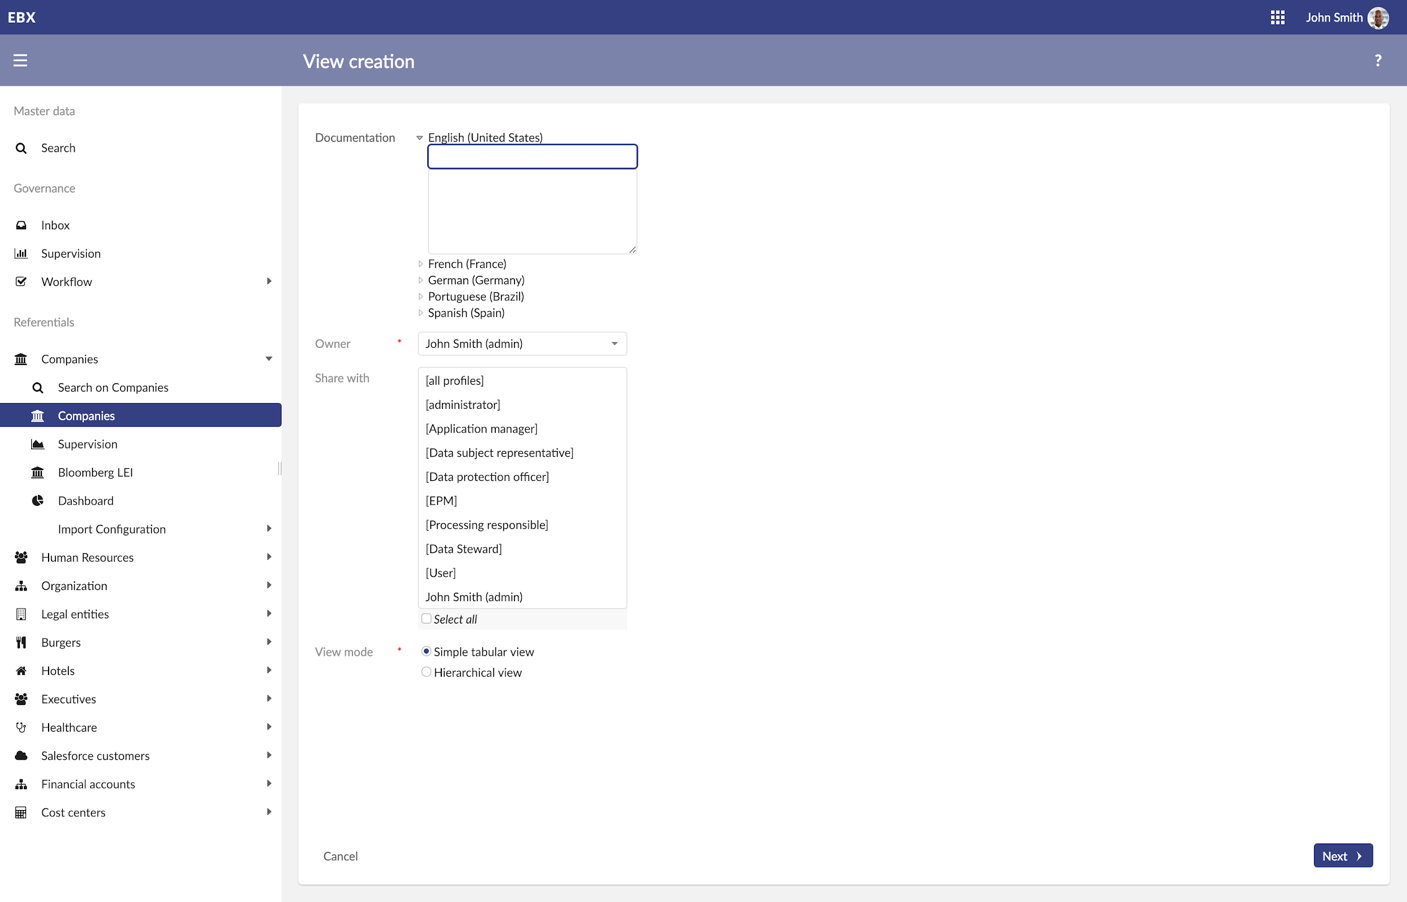 EBX
John Smith
View creation
?
Master data
Search
Governance
Inbox
Supervision
Workflow
Referentials
Companies
Search on Companies
Companies
Supervision
Bloomberg LEI
Dashboard
Import Configuration
Human Resources
Organization
Legal entities
Burgers
Hotels
Executives
Healthcare
Salesforce customers
Financial accounts
Cost centers
Documentation
English (United States)
French (France)
German (Germany)
Portuguese (Brazil)
Spanish (Spain)
Owner * John Smith (admin)
Share with
[all profiles]
[administrator]
[Application manager]
[Data subject representative]
[Data protection officer]
[EPM]
[Processing responsible]
[Data Steward]
[User]
John Smith (admin)
Select all
View mode * Simple tabular view
Hierarchical view
Cancel
Next